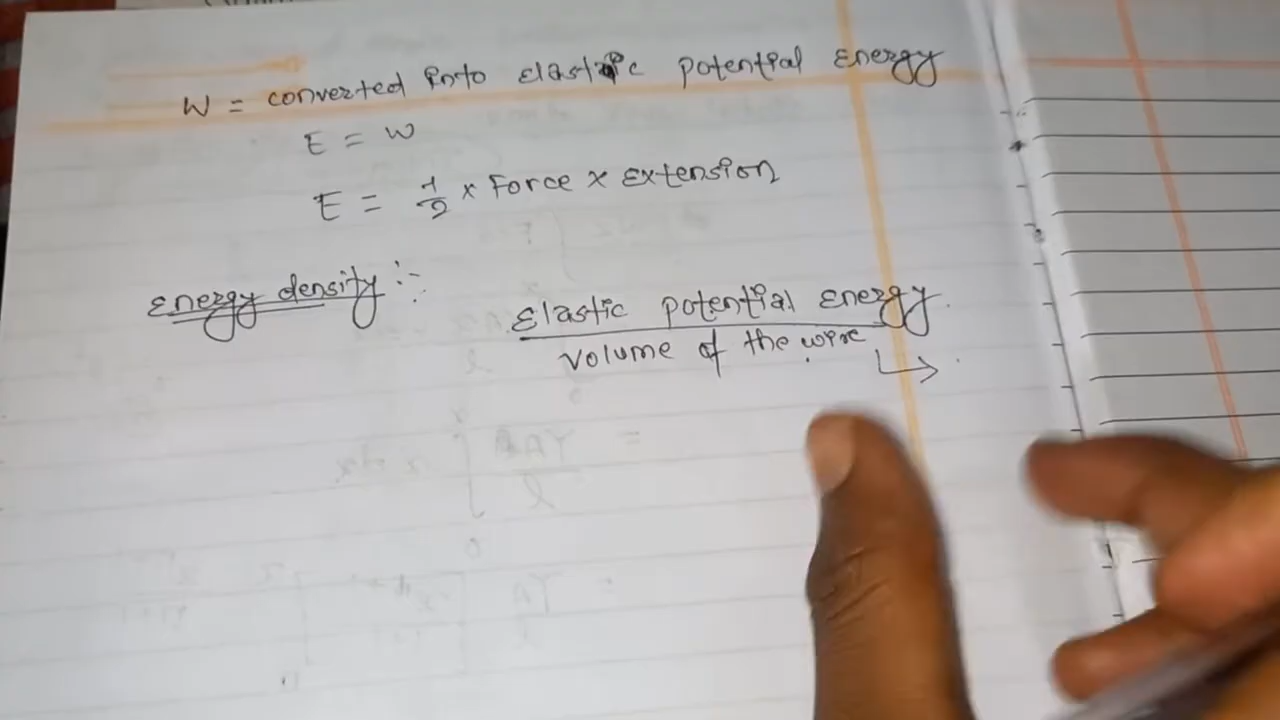 W = converted into elastic potential energy
E = W
E = 1/2 × Force × Extension
Energy density :-
Elastic potential energy
volume of the wire